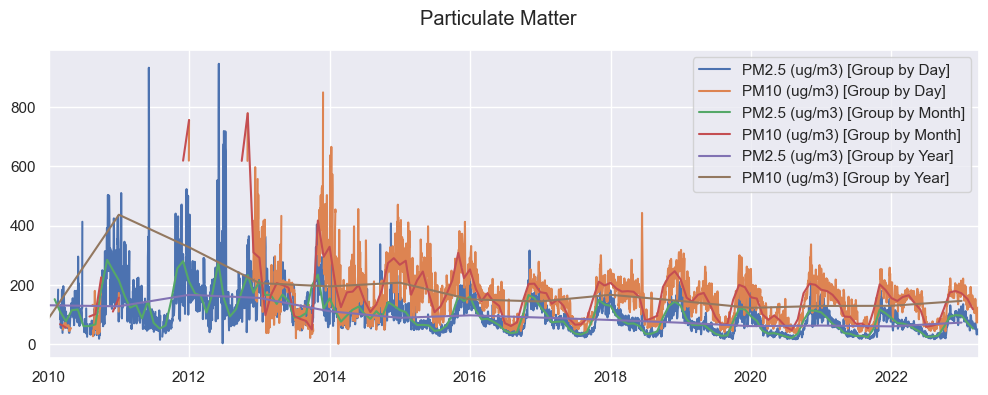 Particulate Matter
PM2.5 (ug/m3) [Group by Day]
PM10 (ug/m3) [Group by Day]
PM2.5 (ug/m3) [Group by Month]
PM10 (ug/m3) [Group by Month]
PM2.5 (ug/m3) [Group by Year]
PM10 (ug/m3) [Group by Year]
800
600
400
200
0
2010 2012 2014 2016 2018 2020 2022